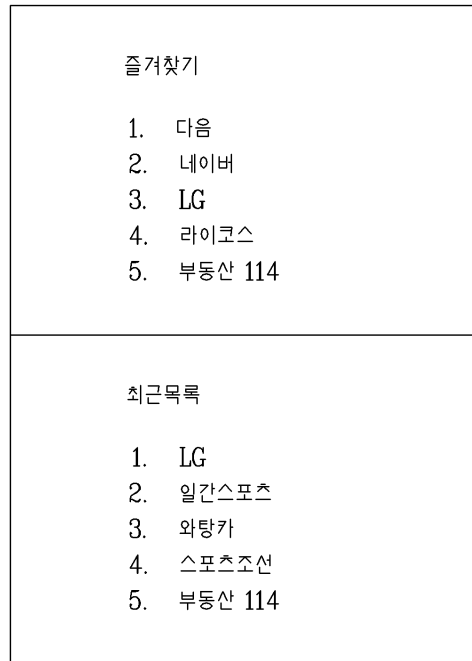 즐겨찾기
1. 다음
2. 네이버
3. LG
4. 라이코스
5. 부동산 114
최근목록
1. LG
2. 일간스포츠
3. 와탕카
4. 스포츠조선
5. 부동산 114